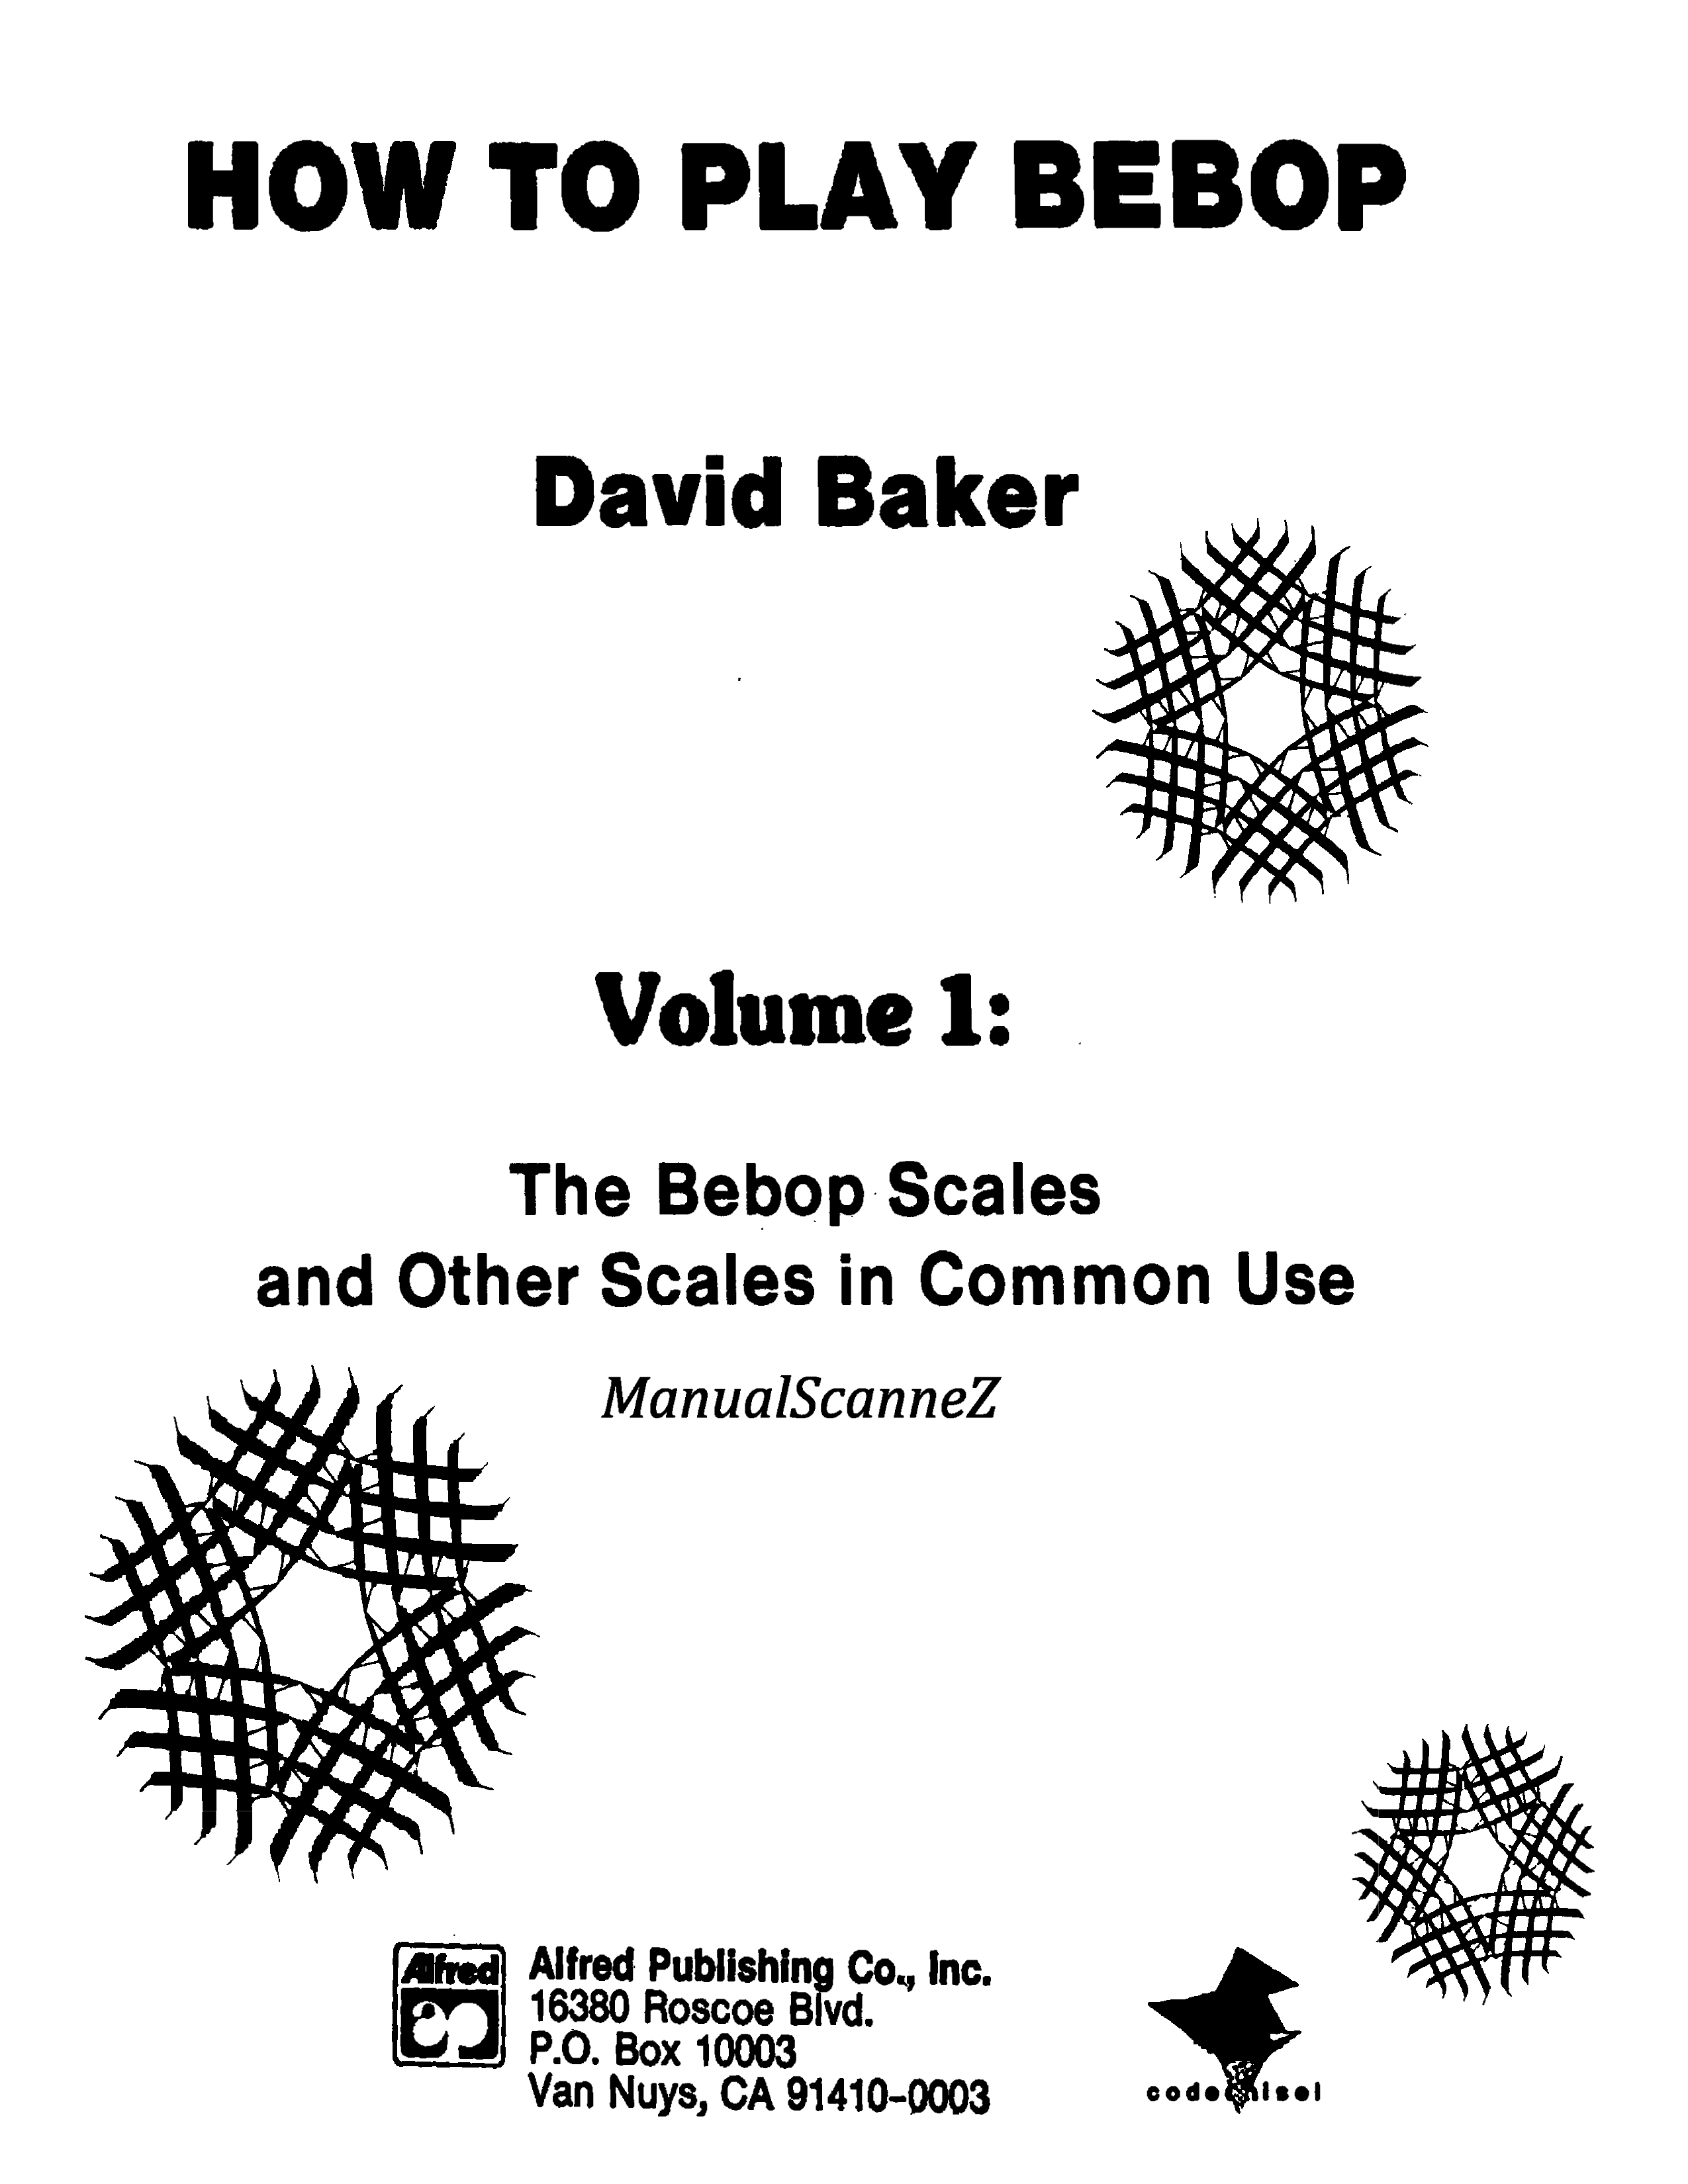 HOW TO PLAY BEBOP
David Baker
Volume 1:
The Bebop Scales
and Other Scales in Common Use
ManualScanneZ
Alfred
Alfred Publishing Co., Inc.
16380 Roscoe Blvd.
P.O. Box 10003
Van Nuys, CA 91410-0003